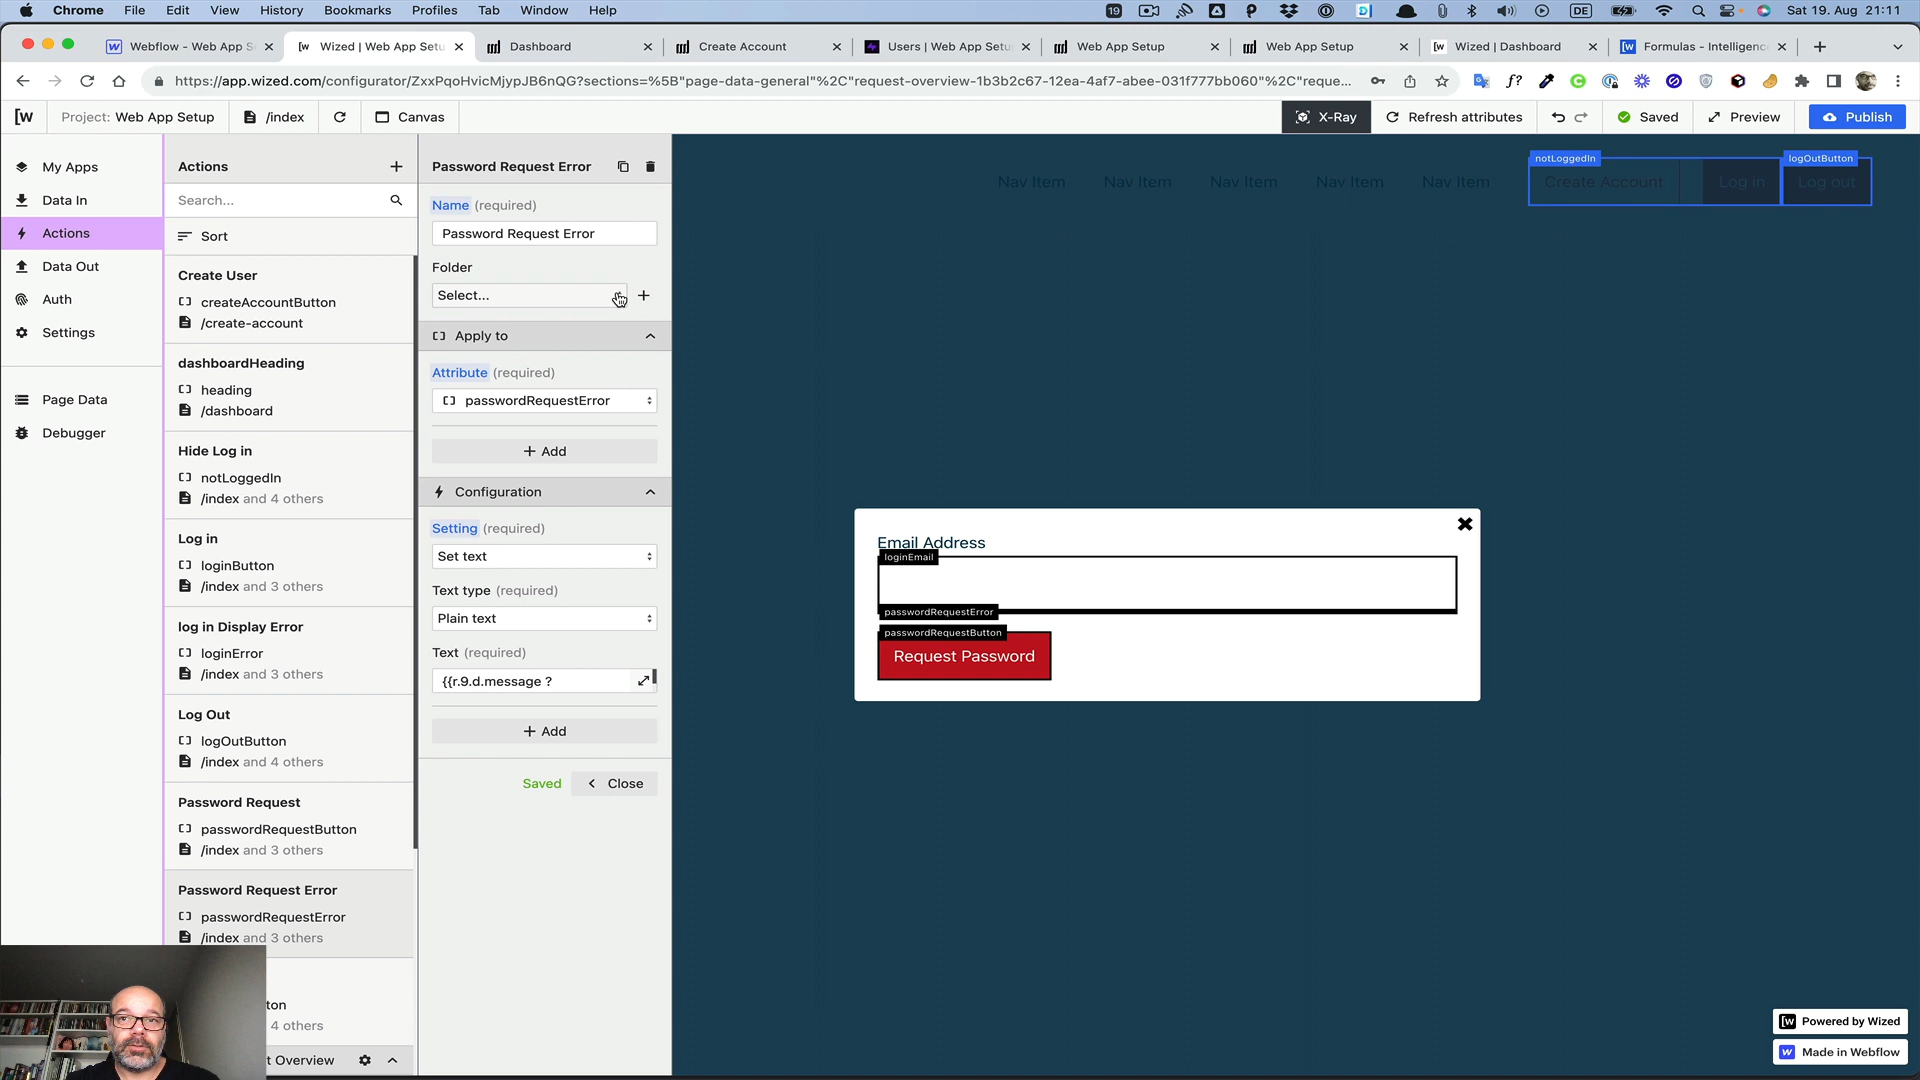 Chrome File Edit View History Bookmarks Profiles Tab Window Help
19
DE
Sat 19. Aug 21:11
Webflow - Web App S
Wized | Web App Setu
Dashboard
Create Account
Users | Web App Setu
Web App Setup
Web App Setup
Wized | Dashboard
Formulas - Intelligence
https://app.wized.com/configurator/ZxxPqoHvicMjypJB6nQG?sections=%5B"page-data-general"%2C"request-overview-1b3b2c67-12ea-4af7-abee-031f777bb060"%2C"reque...
Project: Web App Setup
/index
Canvas
X-Ray
Refresh attributes
Saved
Preview
Publish
My Apps
Data In
Actions
Data Out
Auth
Settings
Page Data
Debugger
Actions
Search...
Sort
Create User
createAccountButton
/create-account
dashboardHeading
heading
/dashboard
Hide Log in
notLoggedIn
/index and 4 others
Log in
loginButton
/index and 3 others
log in Display Error
loginError
/index and 3 others
Log Out
logOutButton
/index and 4 others
Password Request
passwordRequestButton
/index and 3 others
Password Request Error
passwordRequestError
/index and 3 others
ton
4 others
t Overview
Password Request Error
Name (required)
Password Request Error
Folder
Select...
Apply to
Attribute (required)
passwordRequestError
Add
Configuration
Setting (required)
Set text
Text type (required)
Plain text
Text (required)
{{r.9.d.message ?
Add
Saved
Close
Nav Item
Nav Item
Nav Item
Nav Item
Nav Item
notLoggedIn
Create Account
Log in
logOutButton
Log out
Email Address
loginEmail
passwordRequestError
passwordRequestButton
Request Password
Powered by Wized
Made in Webflow